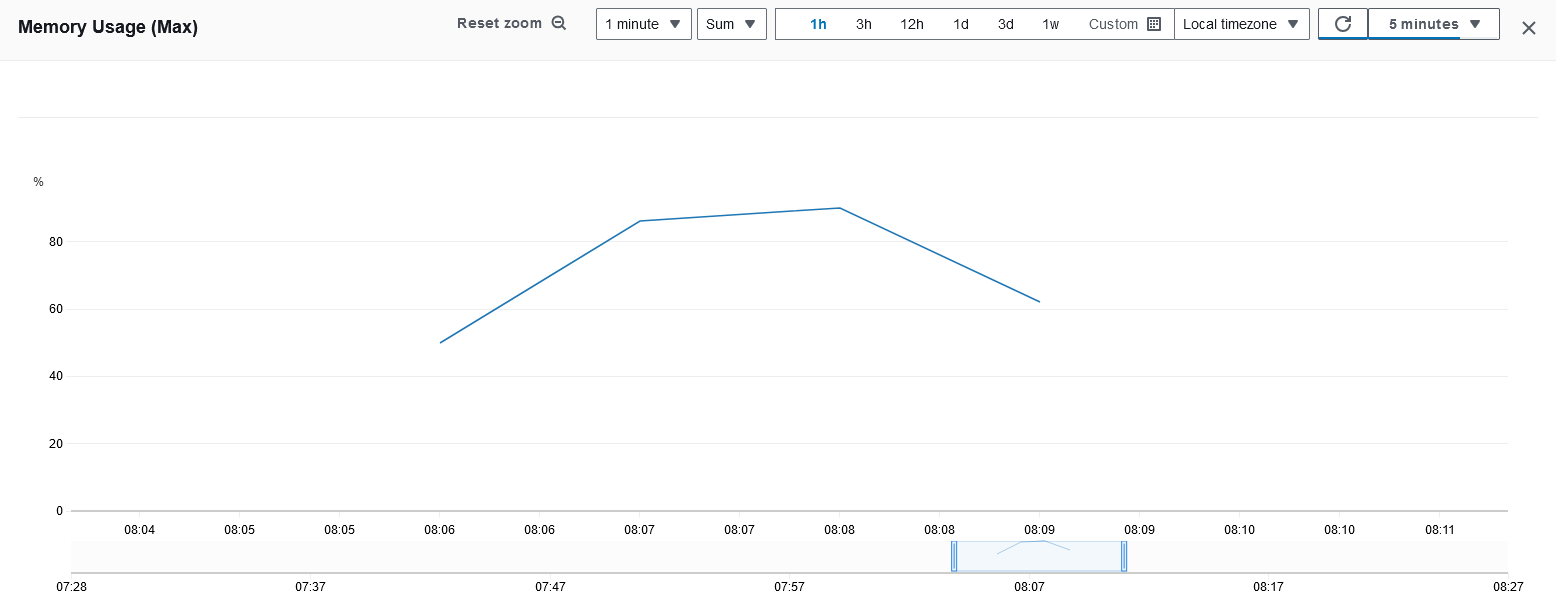 Memory Usage (Max)
Reset zoom
1 minute
Sum
1h 3h 12h 1d 3d 1w Custom
Local timezone
5 minutes
%
80
60
40
20
0
08:04 08:05 08:05 08:06 08:06 08:07 08:07 08:08 08:08 08:09 08:09 08:10 08:10 08:11
07:28 07:37 07:47 07:57 08:07 08:17 08:27